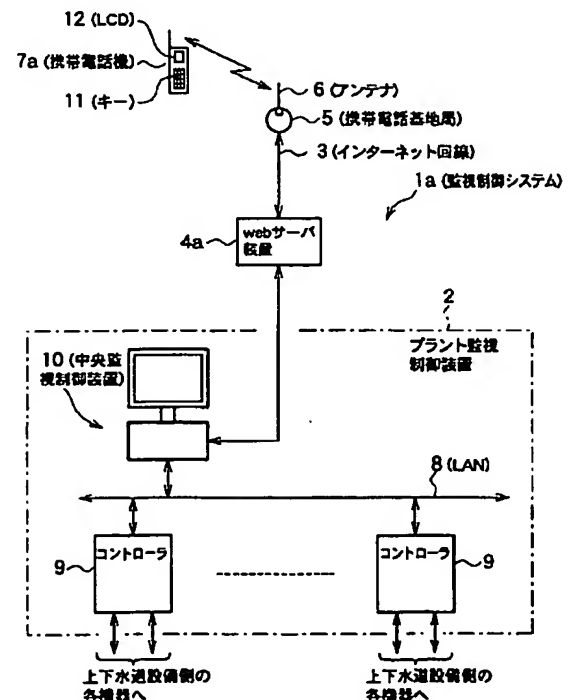 12 (LCD)
7a (携帯電話機)
11 (キー)
6 (アンテナ)
5 (携帯電話基地局)
3 (インターネット回線)
1a (監視制御システム)
webサーバ
装置
4a
2
プラント監視
制御装置
10 (中央監
視制御装置)
8 (LAN)
コントローラ
9
コントローラ
9
上下水道設備側の
各機器へ
上下水道設備側の
各機器へ